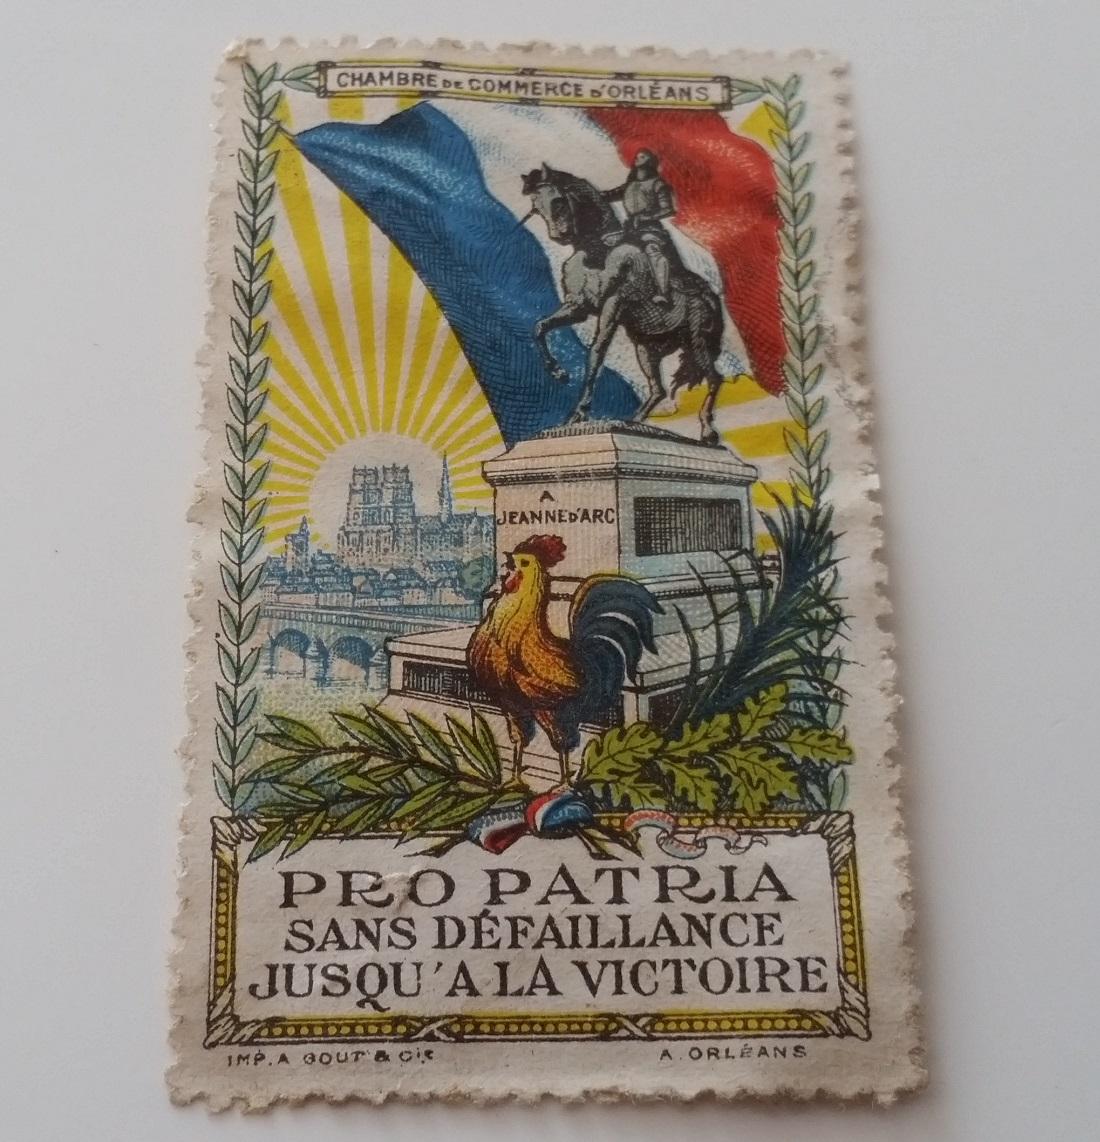 CHAMBRE DE COMMERCE D'ORLÉANS
A
JEANNE D'ARC
PRO PATRIA
SANS DÉFAILLANCE
JUSQU'A LA VICTOIRE
IMP. A GOUT & Cie A. ORLÉANS